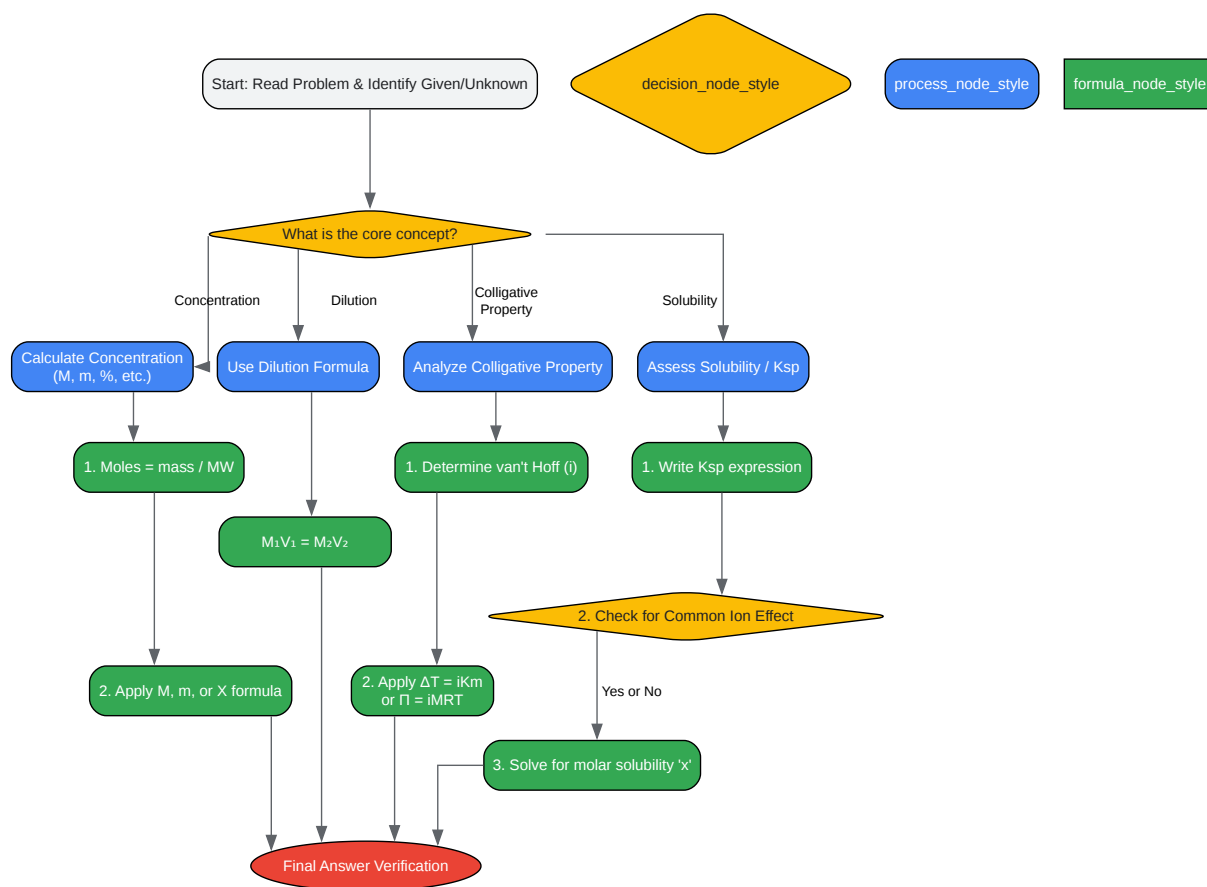 Start: Read Problem & Identify Given/Unknown
decision_node_style
process_node_style
formula_node_style
What is the core concept?
Concentration
Dilution
Colligative
Property
Solubility
Calculate Concentration
(M, m, %, etc.)
Use Dilution Formula
Analyze Colligative Property
Assess Solubility / Ksp
1. Moles = mass / MW
1. Determine van't Hoff (i)
1. Write Ksp expression
M₁V₁ = M₂V₂
2. Check for Common Ion Effect
2. Apply M, m, or X formula
2. Apply ΔT = iKm
or Π = iMRT
Yes or No
3. Solve for molar solubility 'x'
Final Answer Verification